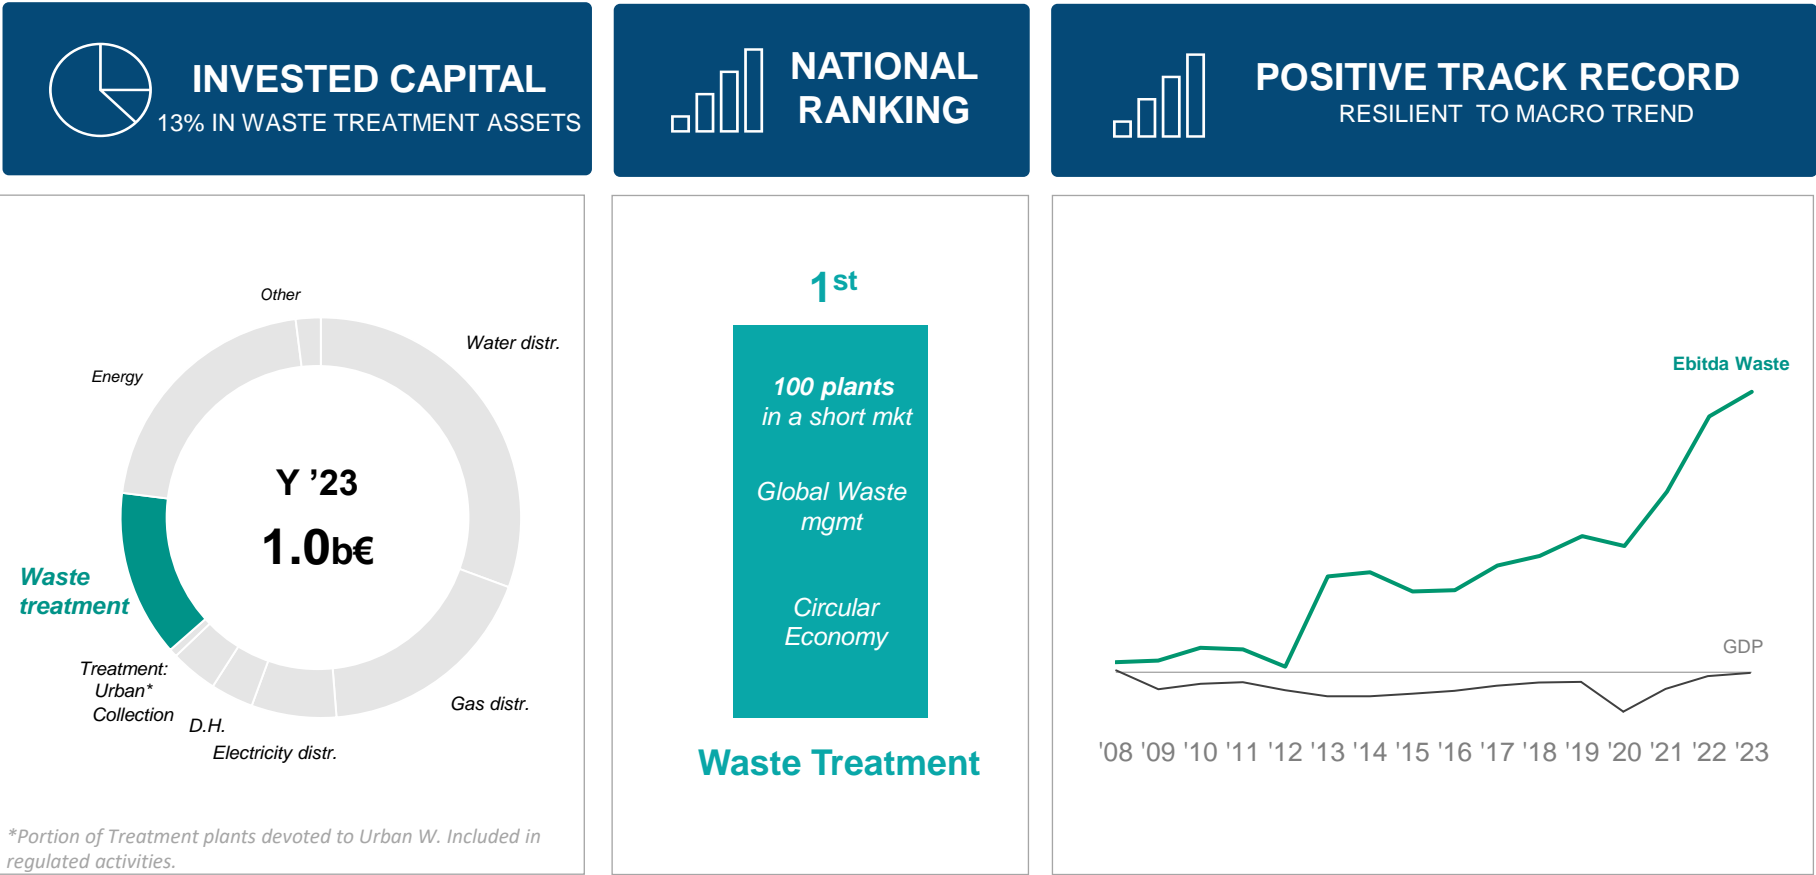 INVESTED CAPITAL
13% IN WASTE TREATMENT ASSETS
NATIONAL
RANKING
POSITIVE TRACK RECORD
RESILIENT TO MACRO TREND
Other
Water distr.
Energy
Y ’23
1.0b€
Waste
treatment
Treatment:
Urban*
Collection
D.H.
Electricity distr.
Gas distr.
*Portion of Treatment plants devoted to Urban W. Included in
regulated activities.
1st
100 plants
in a short mkt
Global Waste
mgmt
Circular
Economy
Waste Treatment
Ebitda Waste
GDP
'08 '09 '10 '11 '12 '13 '14 '15 '16 '17 '18 '19 '20 '21 '22 '23